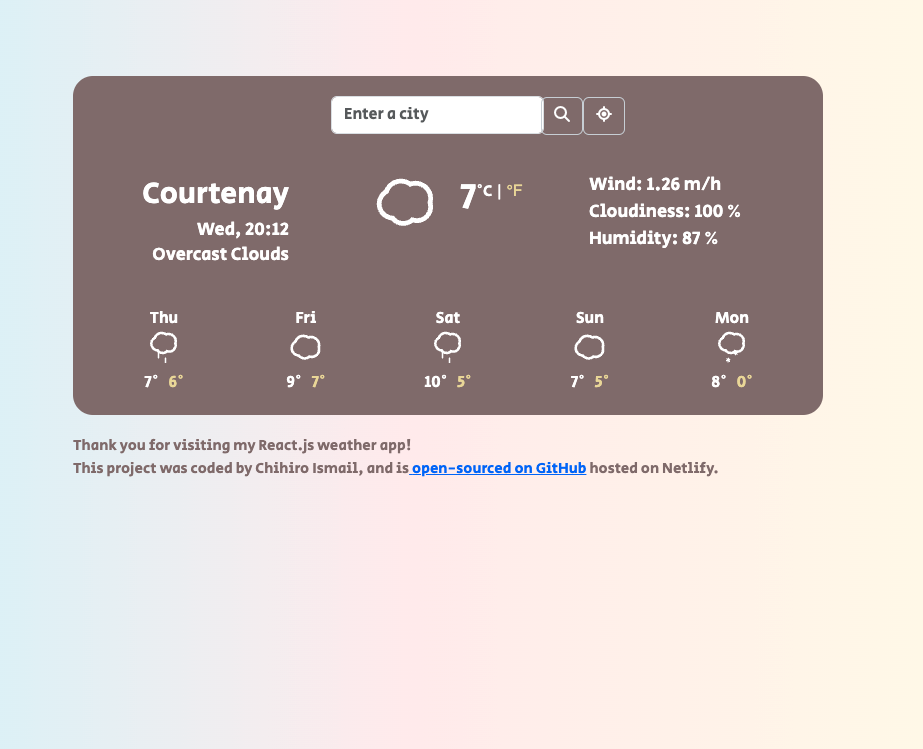 Enter a city
Courtenay
Wed, 20:12
Overcast Clouds
7°C | °F
Wind: 1.26 m/h
Cloudiness: 100 %
Humidity: 87 %
Thu Fri Sat Sun Mon
7° 6° 9° 7° 10° 5° 7° 5° 8° 0°
Thank you for visiting my React.js weather app!
This project was coded by Chihiro Ismail, and is open-sourced on GitHub hosted on Netlify.